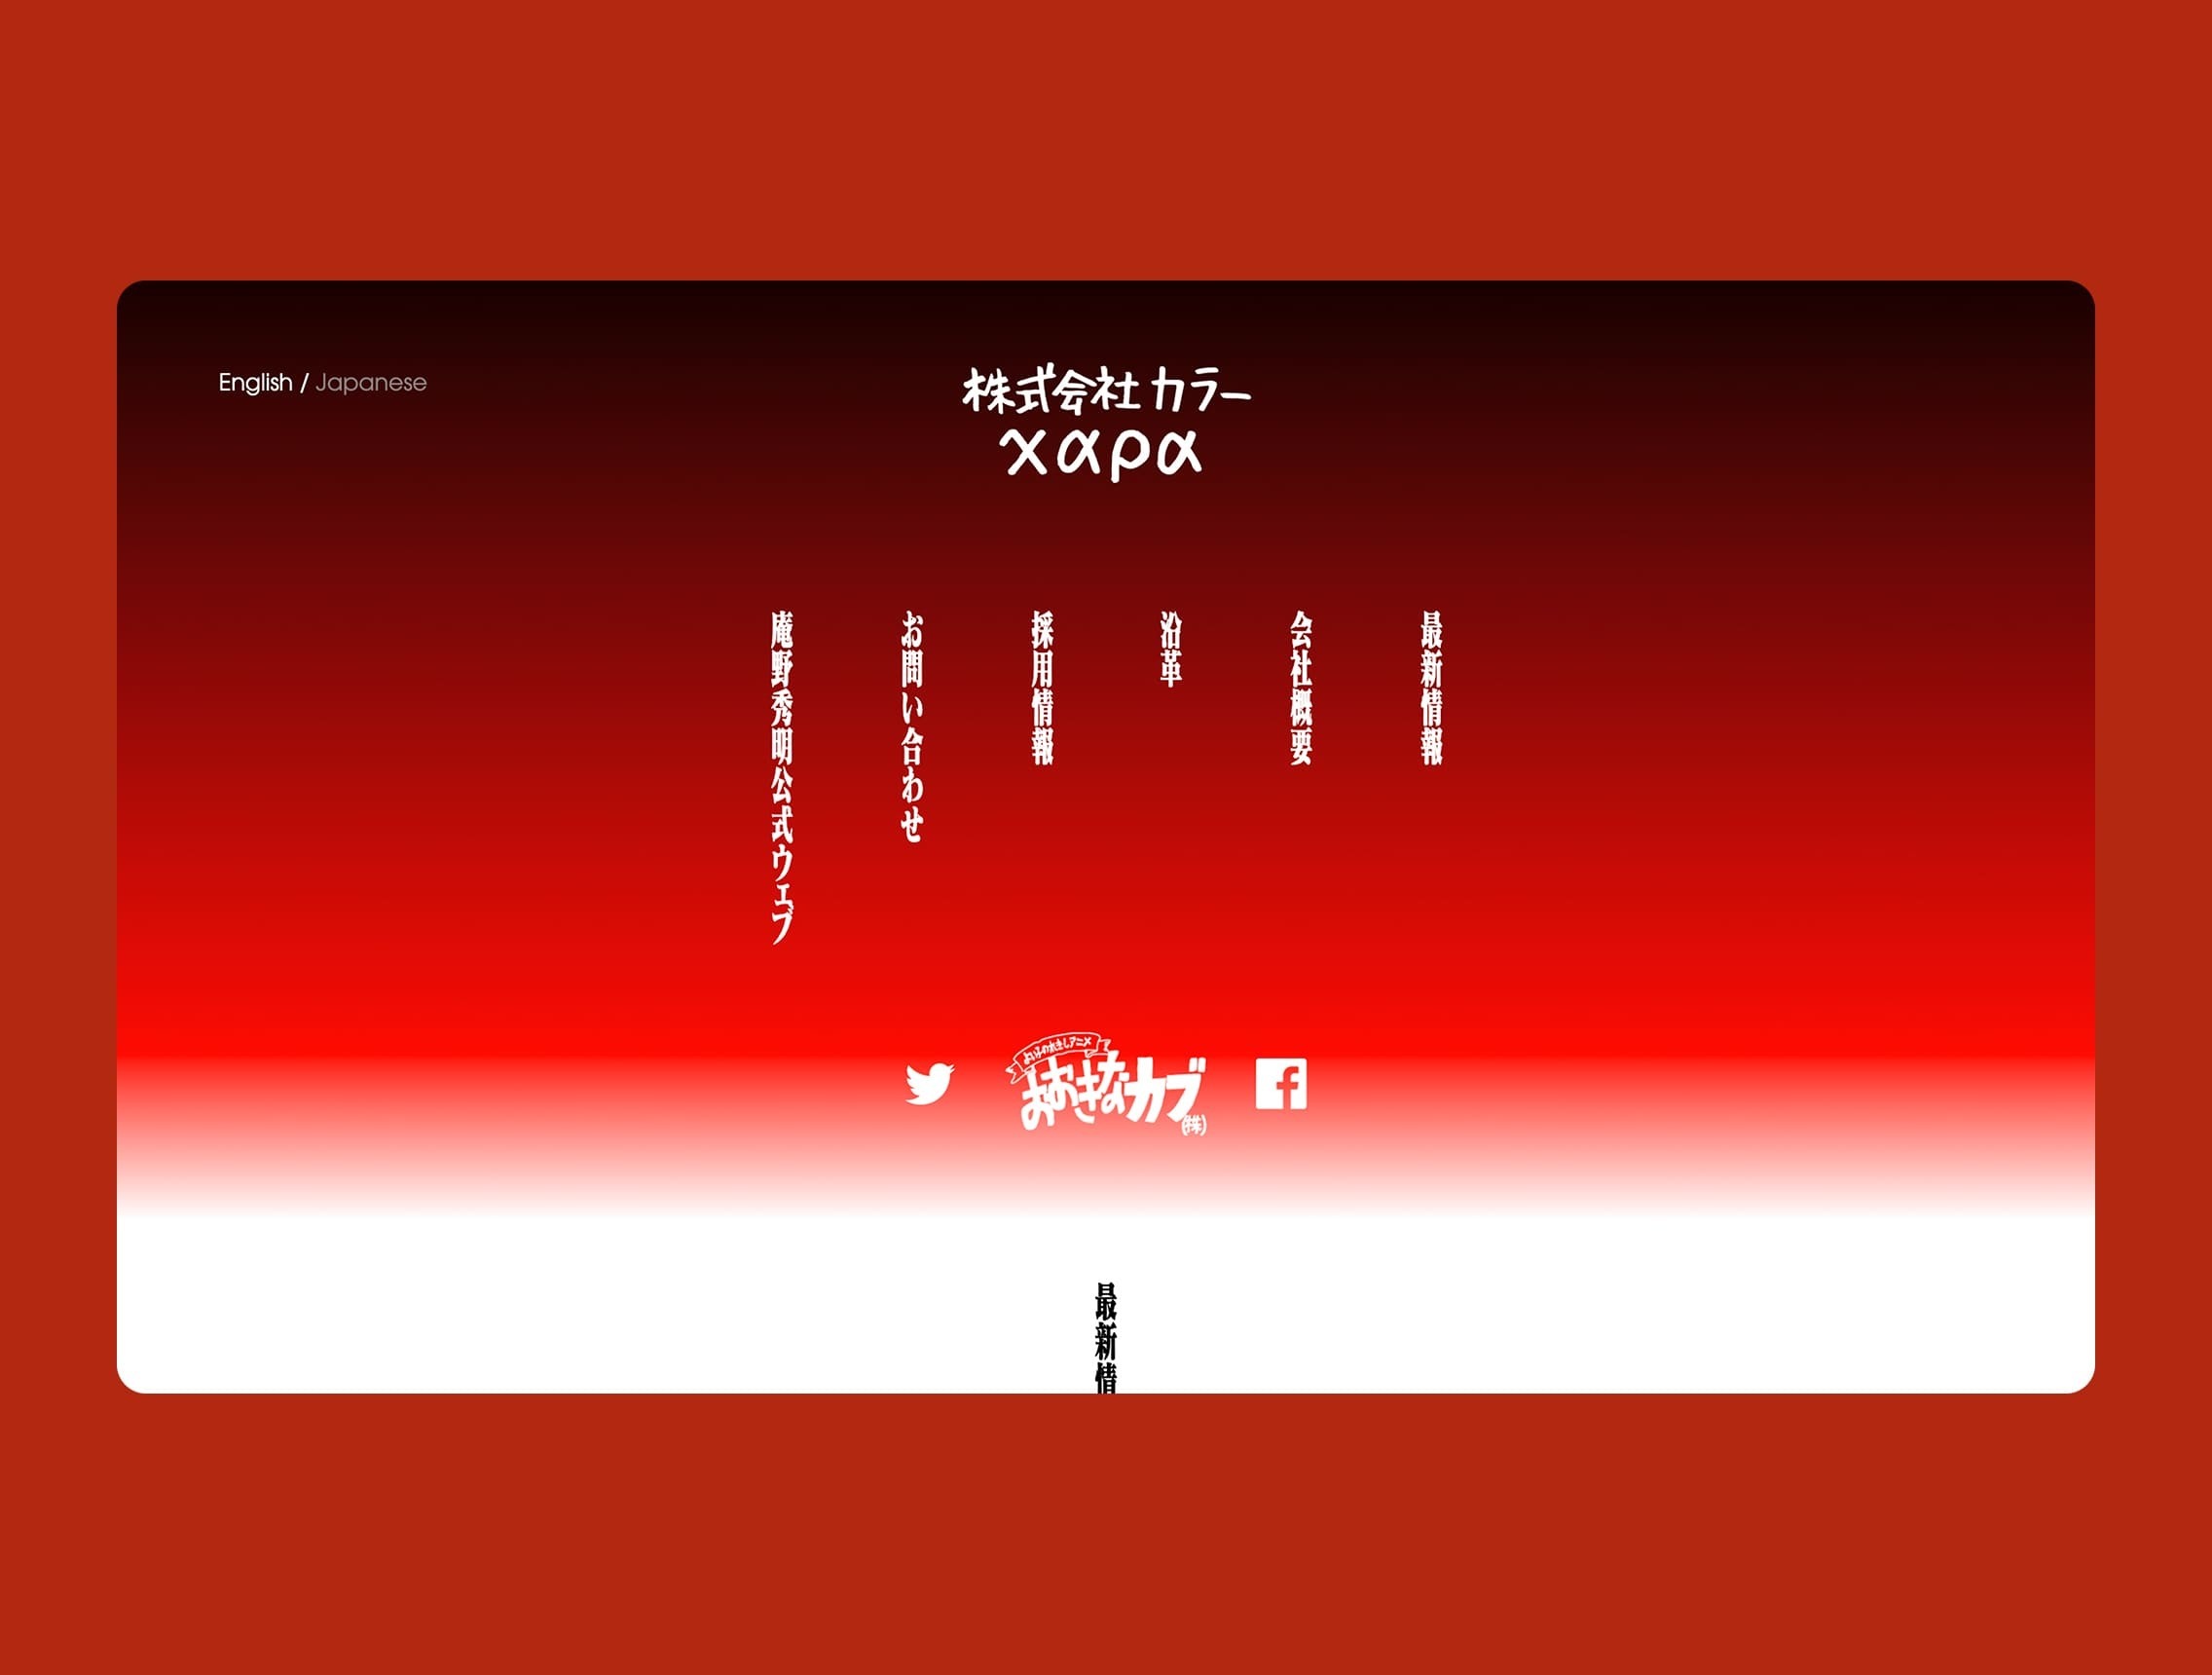 English / Japanese
株式会社カラー
χαρα
最新情報
会社概要
沿革
採用情報
お問い合わせ
庵野秀明公式ウェブ
よい子のれきしアニメ
おおきなカブ
(株)
最新情